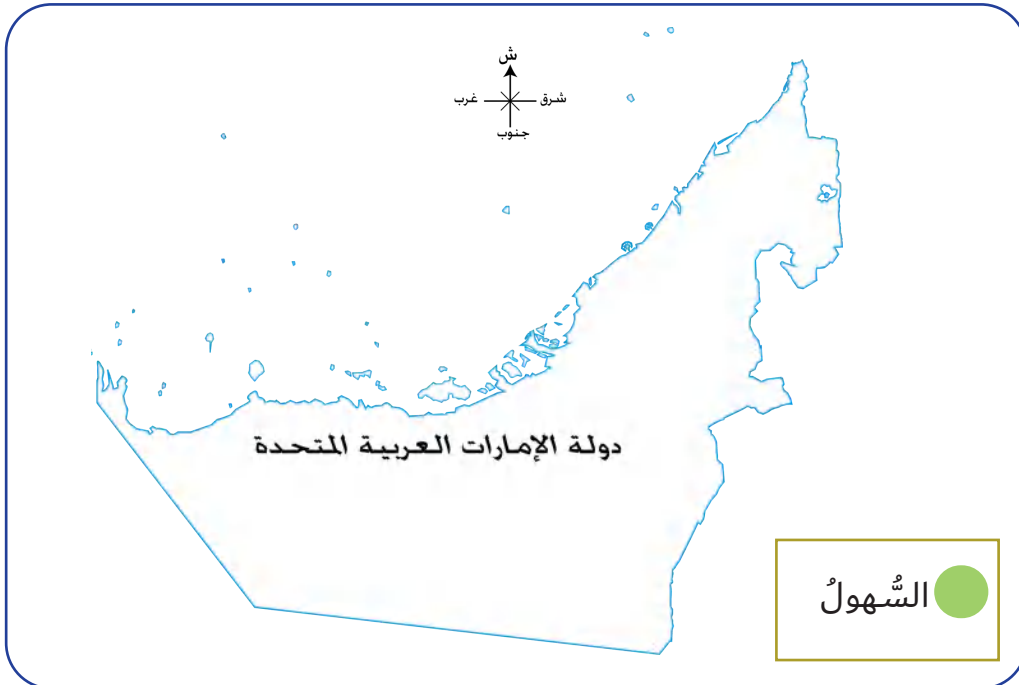 ش
شرق
غرب
جنوب
دولة الإمارات العربية المتحدة
السُّهولُ